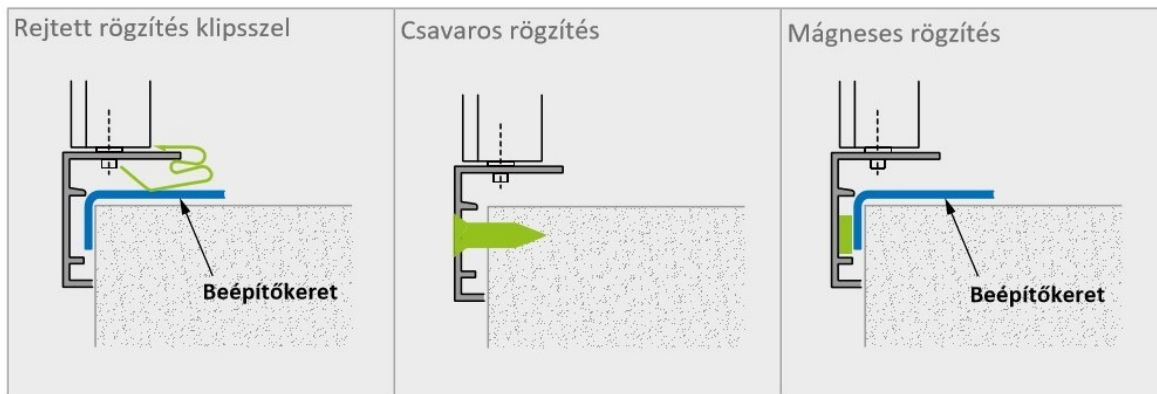 Rejtett rögzítés klipsszel
Csavaros rögzítés
Mágneses rögzítés
Beépítőkeret
Beépítőkeret